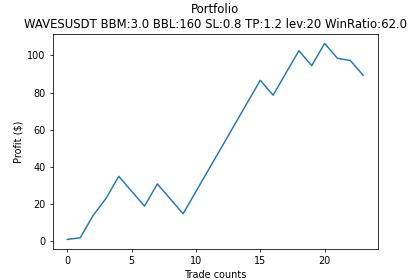 Portfolio
WAVESUSDT BBM:3.0 BBL:160 SL:0.8 TP:1.2 lev:20 WinRatio:62.0
100
80
60
40
20
0
Profit ($)
0 5 10 15 20
Trade counts